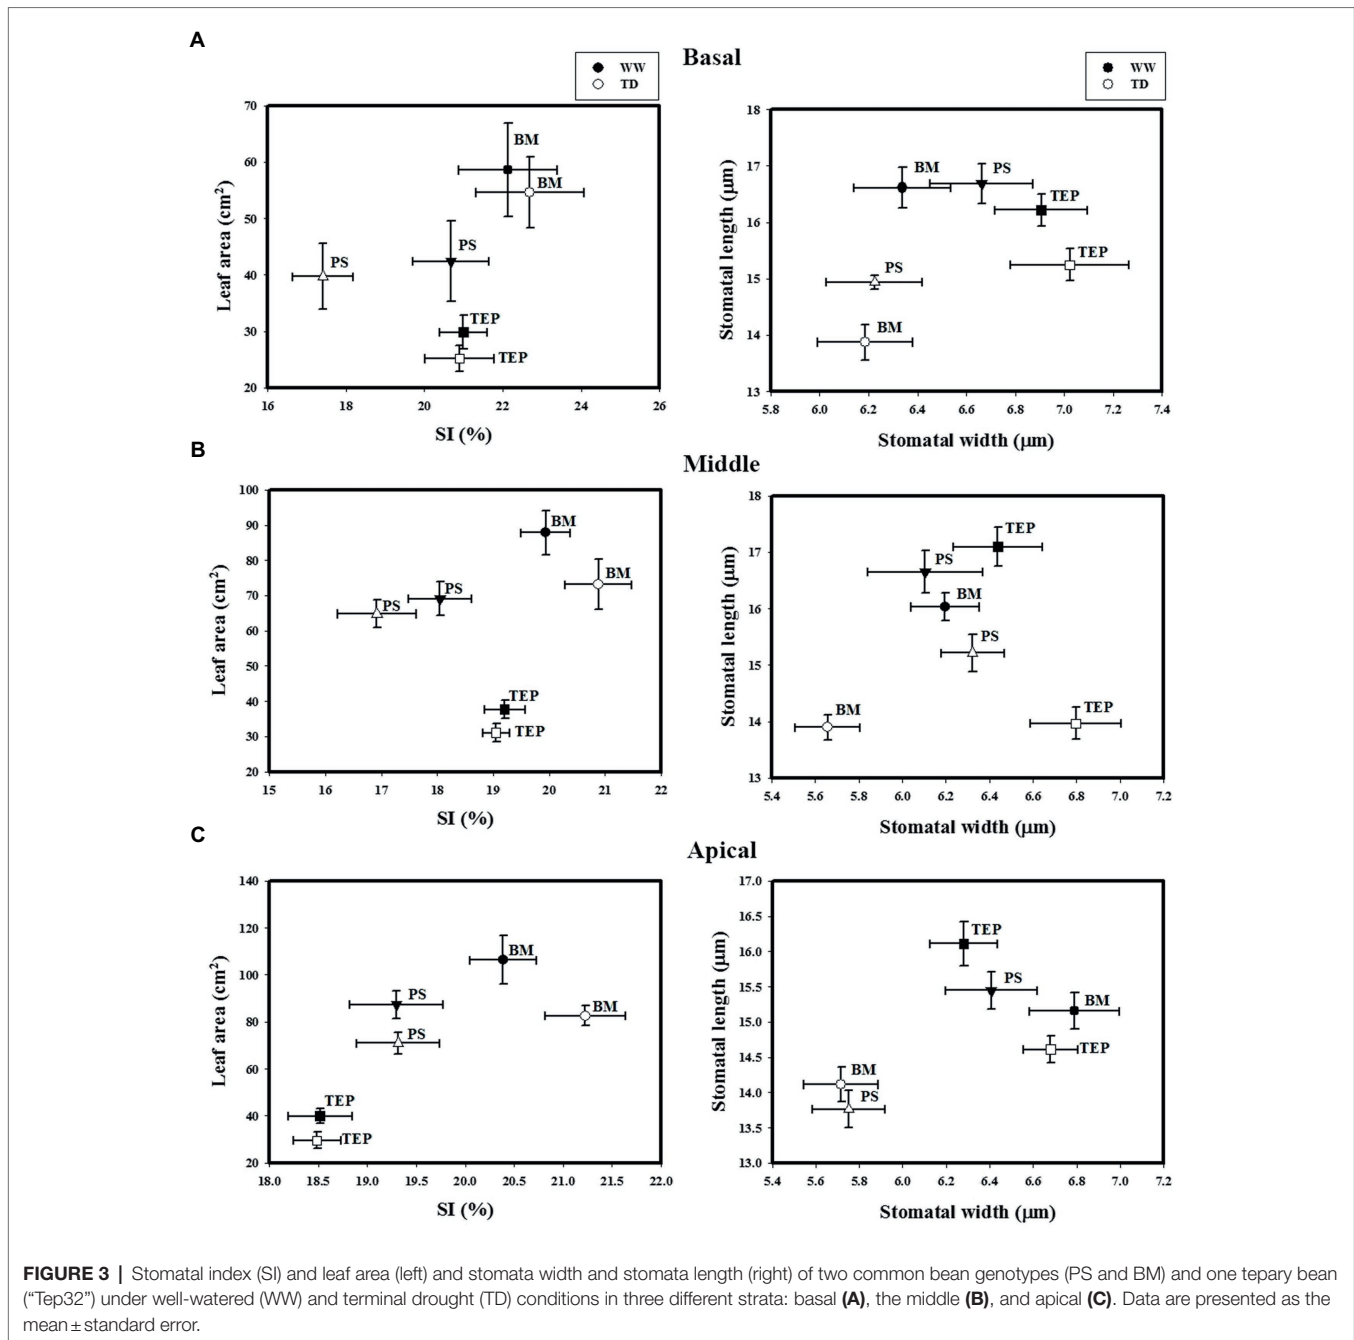 A
Basal
WW
TD
WW
TD
70
60
50
40
30
20
Leaf area (cm²)
BM
BM
PS
PS
TEP
TEP
16 18 20 22 24 26
SI (%)
18
17
16
15
14
13
Stomatal length (μm)
BM
PS
TEP
TEP
PS
BM
5.8 6.0 6.2 6.4 6.6 6.8 7.0 7.2 7.4
Stomatal width (μm)
B
Middle
100
90
80
70
60
50
40
30
20
Leaf area (cm²)
BM
BM
PS
PS
TEP
TEP
15 16 17 18 19 20 21 22
SI (%)
18
17
16
15
14
13
Stomatal length (μm)
TEP
PS
BM
PS
BM
TEP
5.4 5.6 5.8 6.0 6.2 6.4 6.6 6.8 7.0 7.2
Stomatal width (μm)
C
Apical
140
120
100
80
60
40
20
Leaf area (cm²)
BM
PS
BM
PS
TEP
TEP
18.0 18.5 19.0 19.5 20.0 20.5 21.0 21.5 22.0
SI (%)
17.0
16.5
16.0
15.5
15.0
14.5
14.0
13.5
13.0
Stomatal length (μm)
TEP
PS
BM
TEP
BM
PS
5.4 5.6 5.8 6.0 6.2 6.4 6.6 6.8 7.0 7.2
Stomatal width (μm)
FIGURE 3 | Stomatal index (SI) and leaf area (left) and stomata width and stomata length (right) of two common bean genotypes (PS and BM) and one tepary bean
("Tep32") under well-watered (WW) and terminal drought (TD) conditions in three different strata: basal (A), the middle (B), and apical (C). Data are presented as the
mean ± standard error.